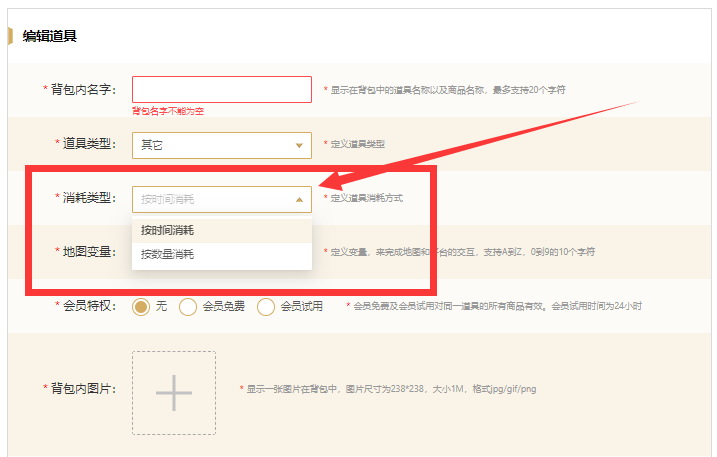 编辑道具
* 背包内名字： * 显示在背包中的道具名称以及商品名称，最多支持20个字符
背包名字不能为空
* 道具类型： 其它 * 定义道具类型
* 消耗类型： 按时间消耗 * 定义道具消耗方式
按时间消耗
* 地图变量： * 定义变量，来完成地图和平台的交互，支持A到Z，0到9的10个字符
按数量消耗
* 会员特权： 无 会员免费 会员试用 * 会员免费及会员试用对同一道具的所有商品有效。会员试用时间为24小时
* 背包内图片： * 显示一张图片在背包中，图片尺寸为238*238，大小1M，格式jpg/gif/png